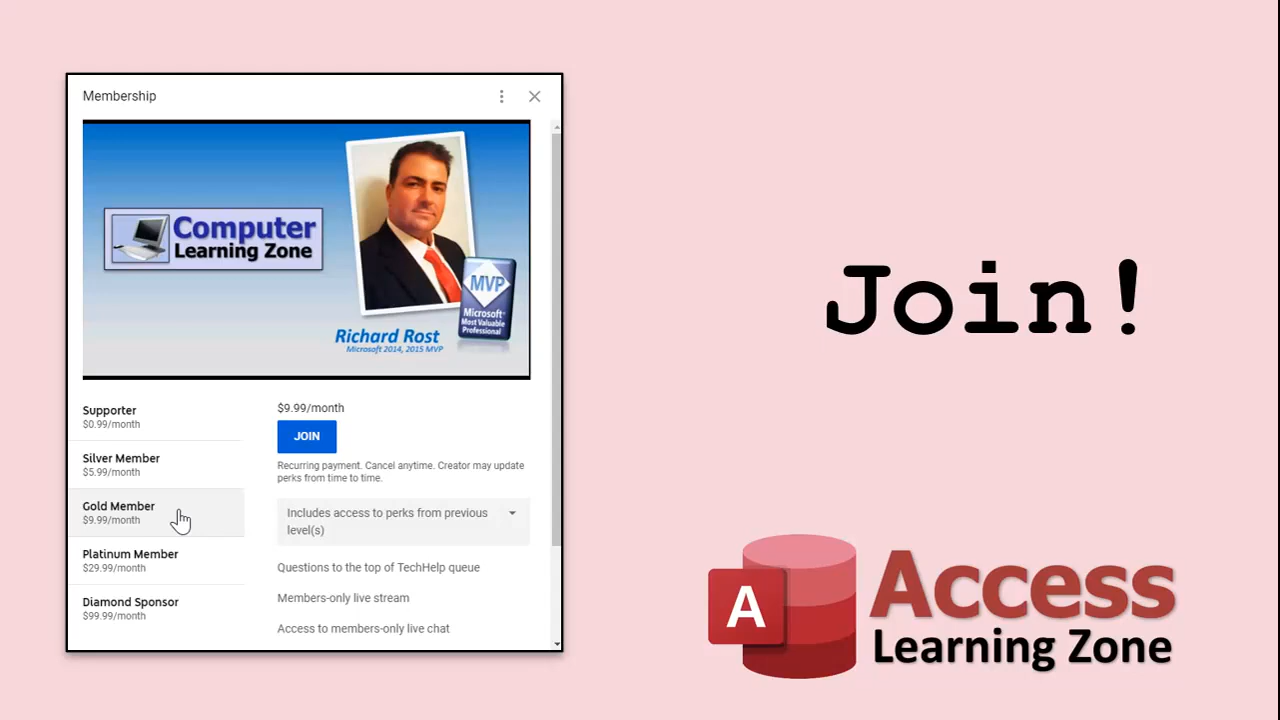 Membership
Computer
Learning Zone
MVP
Microsoft
Most Valuable
Professional
Richard Rost
Microsoft 2014, 2015 MVP
Supporter
$0.99/month
Silver Member
$5.99/month
Gold Member
$9.99/month
Platinum Member
$29.99/month
Diamond Sponsor
$99.99/month
$9.99/month
JOIN
Recurring payment. Cancel anytime. Creator may update
perks from time to time.
Includes access to perks from previous
level(s)
Questions to the top of TechHelp queue
Members-only live stream
Access to members-only live chat
Join!
A
Access
Learning Zone